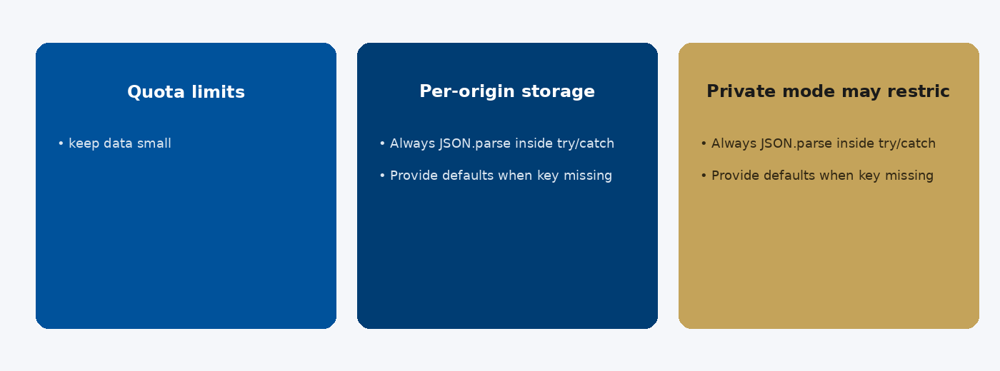 Quota limits
• keep data small
Per-origin storage
• Always JSON.parse inside try/catch
• Provide defaults when key missing
Private mode may restric
• Always JSON.parse inside try/catch
• Provide defaults when key missing